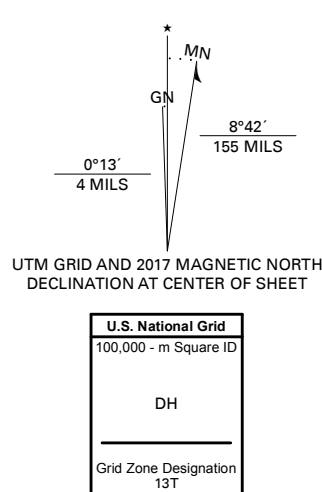 ★
MN
GN
8°42´
155 MILS
0°13´
4 MILS
UTM GRID AND 2017 MAGNETIC NORTH
DECLINATION AT CENTER OF SHEET
U.S. National Grid
100,000 - m Square ID
DH
Grid Zone Designation
13T